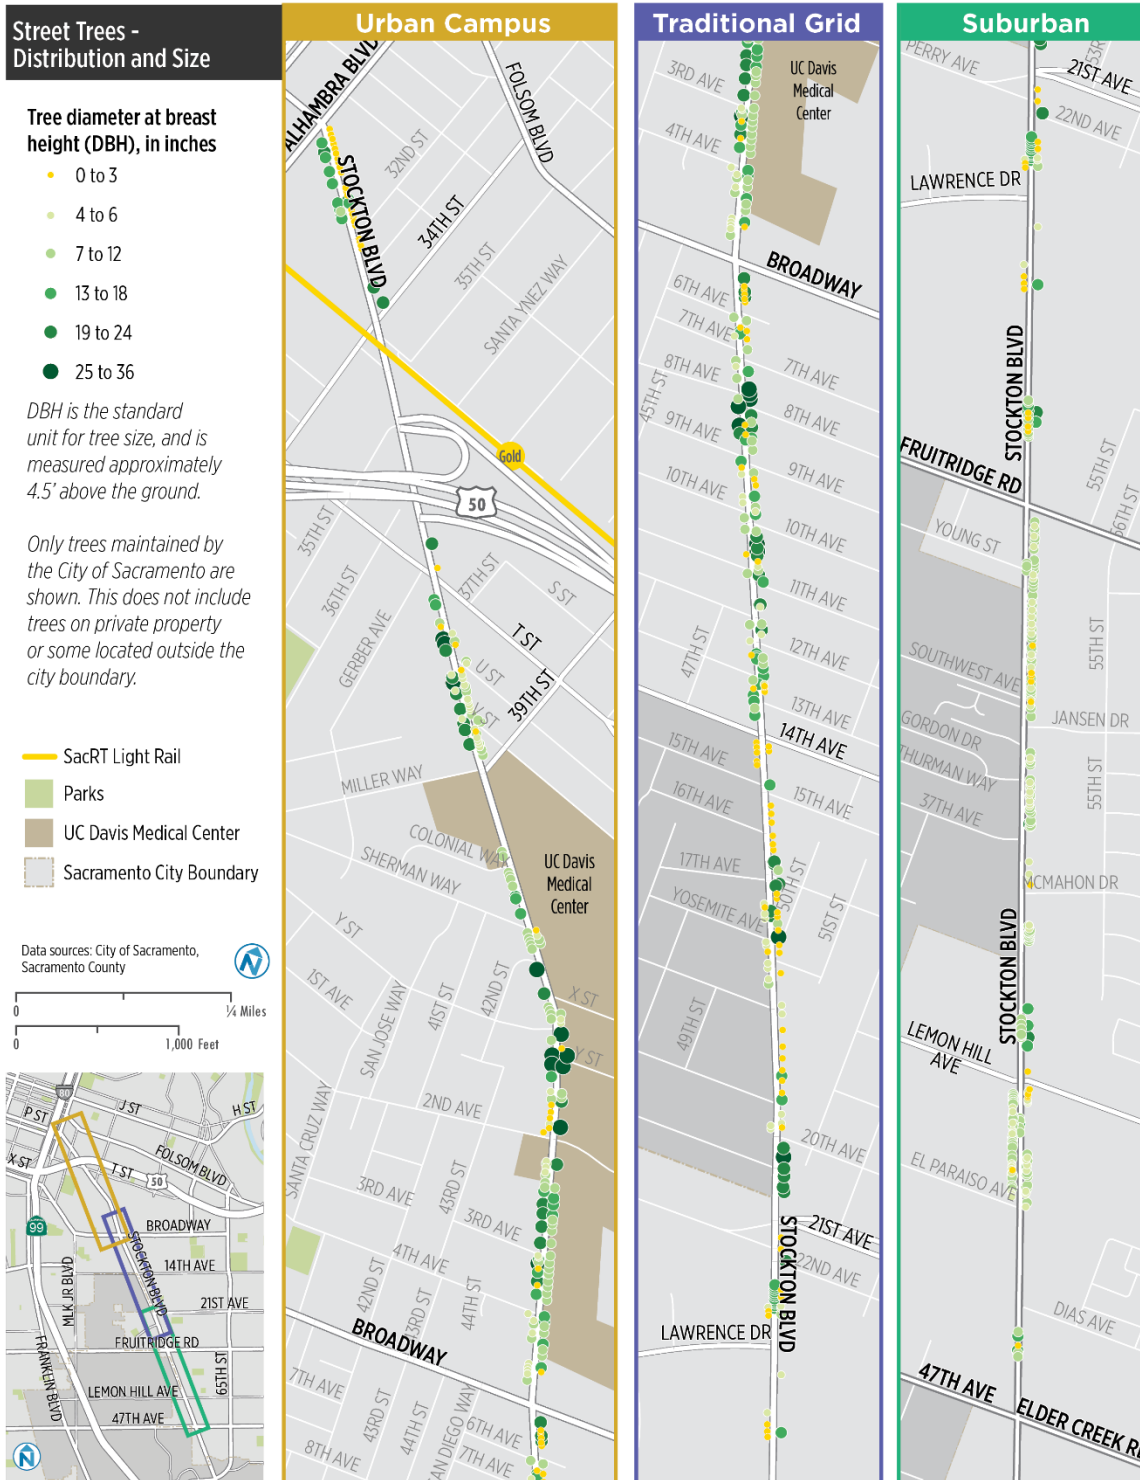 Street Trees -
Distribution and Size
Tree diameter at breast
height (DBH), in inches
0 to 3
4 to 6
7 to 12
13 to 18
19 to 24
25 to 36
DBH is the standard
unit for tree size, and is
measured approximately
4.5’ above the ground.
Only trees maintained by
the City of Sacramento are
shown. This does not include
trees on private property
or some located outside the
city boundary.
SacRT Light Rail
Parks
UC Davis Medical Center
Sacramento City Boundary
Data sources: City of Sacramento,
Sacramento County
N
0
¼ Miles
0
1,000 Feet
80
J ST
H ST
P ST
FOLSOM BLVD
X ST
T ST
50
99
BROADWAY
STOCKTON BLVD
14TH AVE
MLK JR BLVD
21ST AVE
FRUITRIDGE RD
FRANKLIN BLVD
65TH ST
LEMON HILL AVE
47TH AVE
N
Urban Campus
ALHAMBRA BLVD
FOLSOM BLVD
32ND ST
STOCKTON BLVD
34TH ST
35TH ST
SANTA YNEZ WAY
Gold
50
35TH ST
36TH ST
37TH ST
S ST
GERBER AVE
T ST
U ST
39TH ST
V ST
MILLER WAY
COLONIAL WAY
SHERMAN WAY
UC Davis
Medical
Center
Y ST
1ST AVE
SAN JOSE WAY
41ST ST
42ND ST
X ST
Y ST
2ND AVE
SANTA CRUZ WAY
3RD AVE
43RD ST
3RD AVE
4TH AVE
42ND ST
43RD ST
44TH ST
BROADWAY
7TH AVE
43RD ST
44TH ST
SAN DIEGO WAY
6TH AVE
8TH AVE
7TH AVE
Traditional Grid
3RD AVE
UC Davis
Medical
Center
4TH AVE
BROADWAY
6TH AVE
7TH AVE
7TH AVE
8TH AVE
45TH ST
8TH AVE
9TH AVE
9TH AVE
10TH AVE
10TH AVE
11TH AVE
47TH ST
12TH AVE
13TH AVE
14TH AVE
15TH AVE
15TH AVE
16TH AVE
17TH AVE
50TH ST
YOSEMITE AVE
51ST ST
49TH ST
20TH AVE
21ST AVE
STOCKTON BLVD
22ND AVE
LAWRENCE DR
Suburban
PERRY AVE
53R
21ST AVE
22ND AVE
LAWRENCE DR
STOCKTON BLVD
FRUITRIDGE RD
55TH ST
56TH ST
YOUNG ST
SOUTHWEST AVE
55TH ST
GORDON DR
JANSEN DR
THURMAN WAY
55TH ST
37TH AVE
MCMAHON DR
STOCKTON BLVD
LEMON HILL
AVE
EL PARAISO AVE
DIAS AVE
47TH AVE
ELDER CREEK R